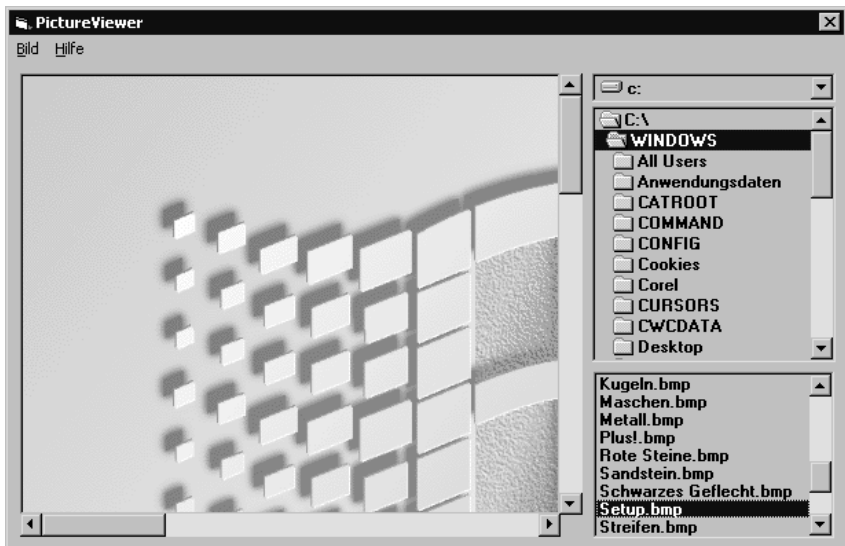 PictureViewer
Bild Hilfe
c:
C:\
WINDOWS
All Users
Anwendungsdaten
CATROOT
COMMAND
CONFIG
Cookies
Corel
CURSORS
CWCDATA
Desktop
Kugeln.bmp
Maschen.bmp
Metall.bmp
Plus!.bmp
Rote Steine.bmp
Sandstein.bmp
Schwarzes Geflecht.bmp
Setup.bmp
Streifen.bmp